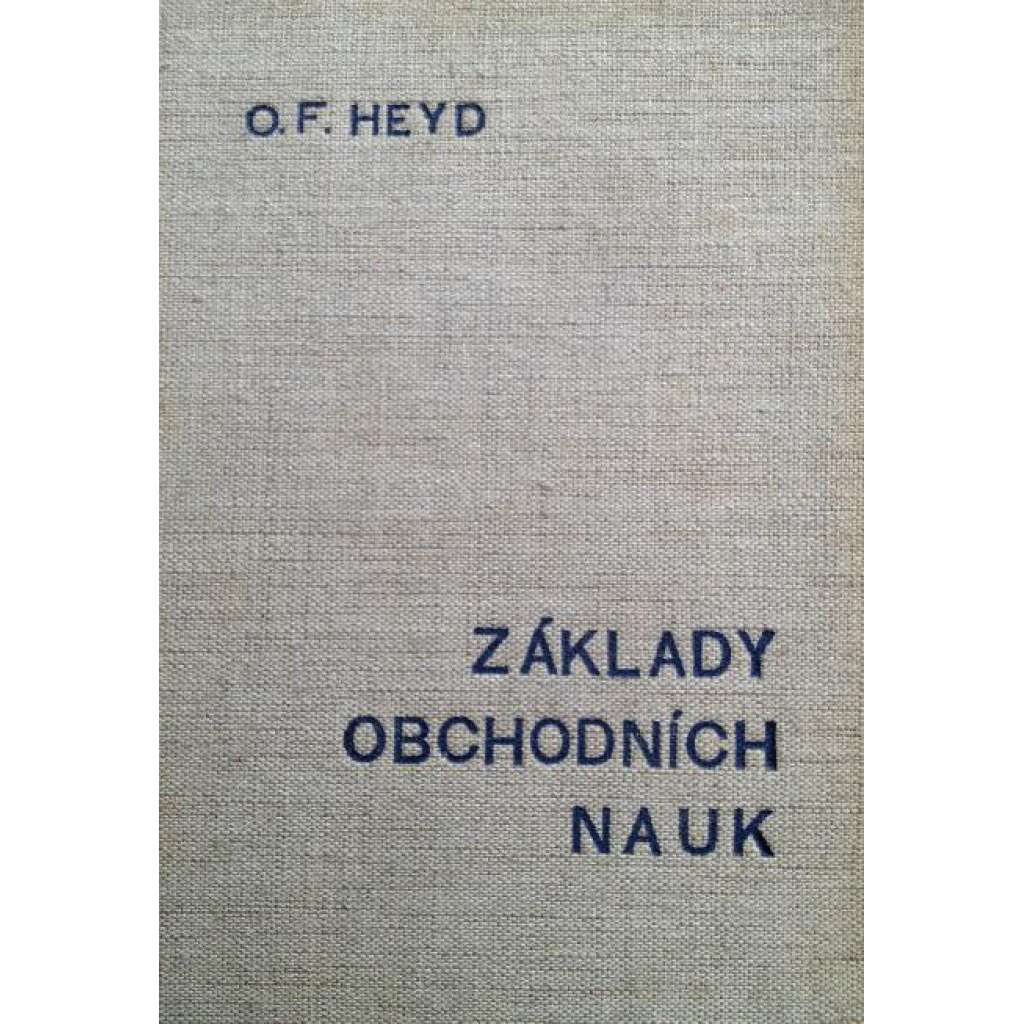 O. F. HEYD
ZÁKLADY
OBCHODNÍCH
NAUK